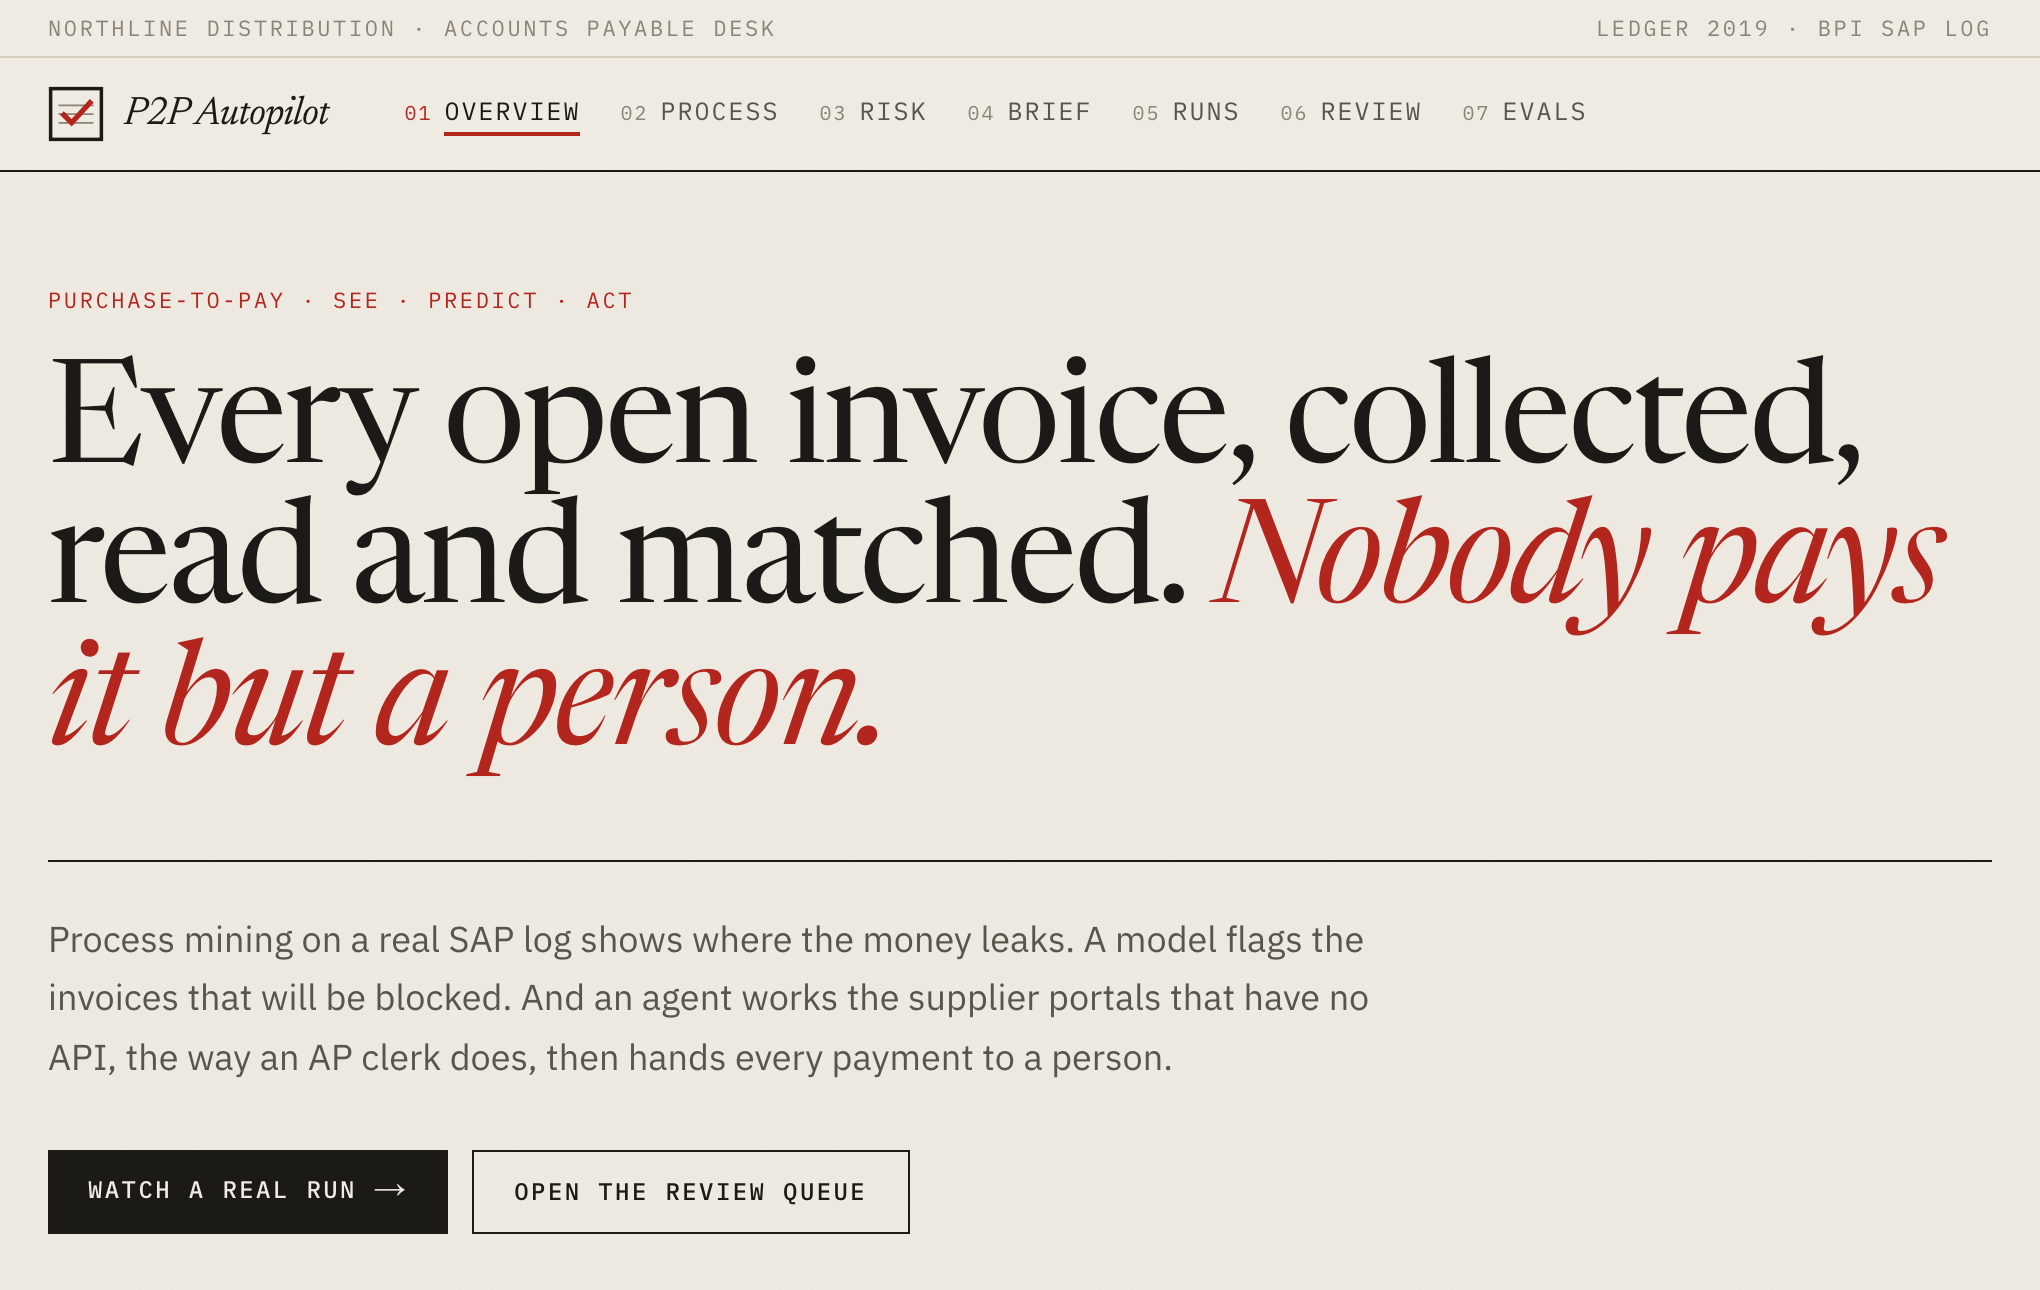 NORTHLINE DISTRIBUTION · ACCOUNTS PAYABLE DESK
LEDGER 2019 · BPI SAP LOG
P2P Autopilot
01 OVERVIEW
02 PROCESS
03 RISK
04 BRIEF
05 RUNS
06 REVIEW
07 EVALS
PURCHASE-TO-PAY · SEE · PREDICT · ACT
Every open invoice, collected,
read and matched. Nobody pays
it but a person.
Process mining on a real SAP log shows where the money leaks. A model flags the
invoices that will be blocked. And an agent works the supplier portals that have no
API, the way an AP clerk does, then hands every payment to a person.
WATCH A REAL RUN →
OPEN THE REVIEW QUEUE